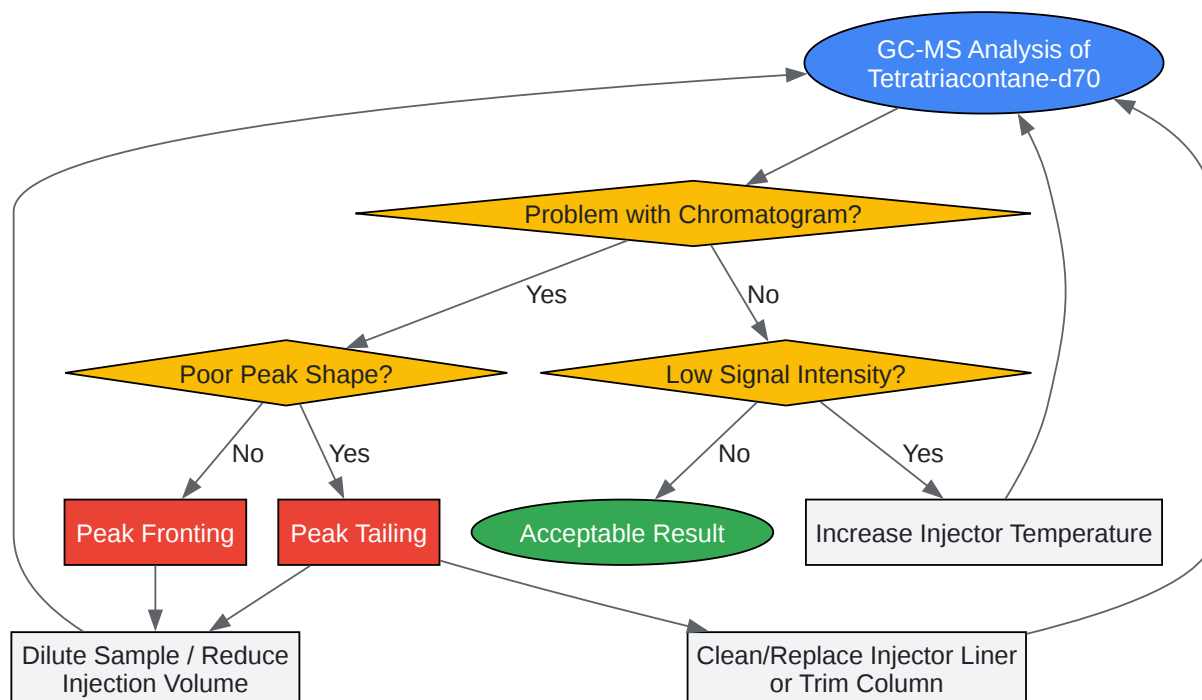 GC-MS Analysis of
Tetratriacontane-d70
Problem with Chromatogram?
Yes
No
Poor Peak Shape?
Low Signal Intensity?
No
Yes
No
Yes
Peak Fronting
Peak Tailing
Acceptable Result
Increase Injector Temperature
Dilute Sample / Reduce
Injection Volume
Clean/Replace Injector Liner
or Trim Column